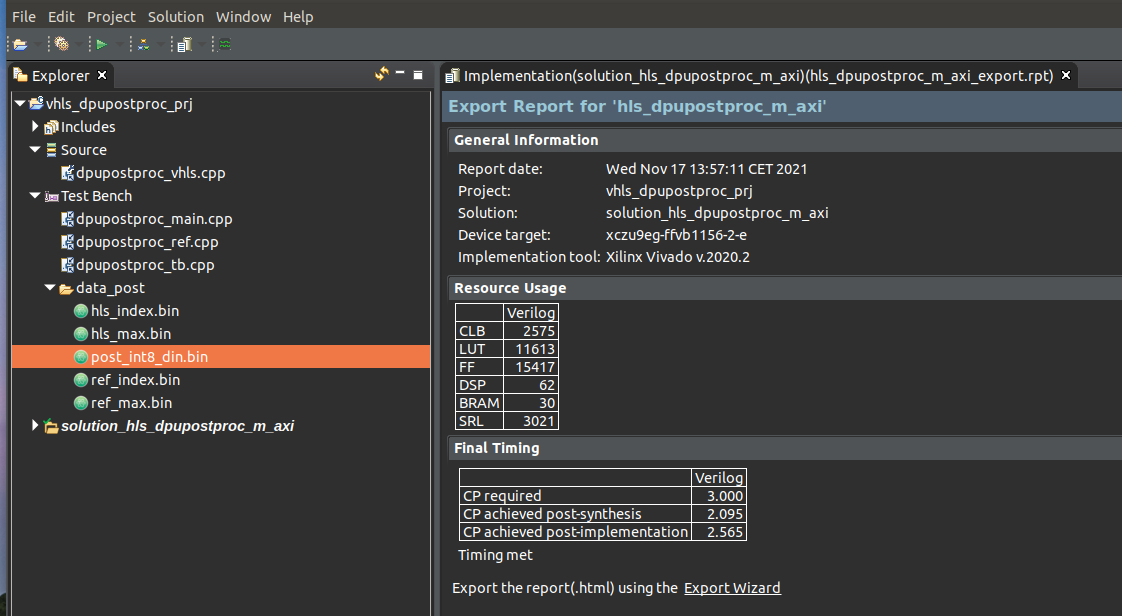 File Edit Project Solution Window Help
Explorer
vhls_dpupostproc_prj
Includes
Source
dpupostproc_vhls.cpp
Test Bench
dpupostproc_main.cpp
dpupostproc_ref.cpp
dpupostproc_tb.cpp
data_post
hls_index.bin
hls_max.bin
post_int8_din.bin
ref_index.bin
ref_max.bin
solution_hls_dpupostproc_m_axi
Implementation(solution_hls_dpupostproc_m_axi)(hls_dpupostproc_m_axi_export.rpt)
Export Report for 'hls_dpupostproc_m_axi'
General Information
Report date: Wed Nov 17 13:57:11 CET 2021
Project: vhls_dpupostproc_prj
Solution: solution_hls_dpupostproc_m_axi
Device target: xczu9eg-ffvb1156-2-e
Implementation tool: Xilinx Vivado v.2020.2
Resource Usage
Verilog
CLB 2575
LUT 11613
FF 15417
DSP 62
BRAM 30
SRL 3021
Final Timing
Verilog
CP required 3.000
CP achieved post-synthesis 2.095
CP achieved post-implementation 2.565
Timing met
Export the report(.html) using the Export Wizard